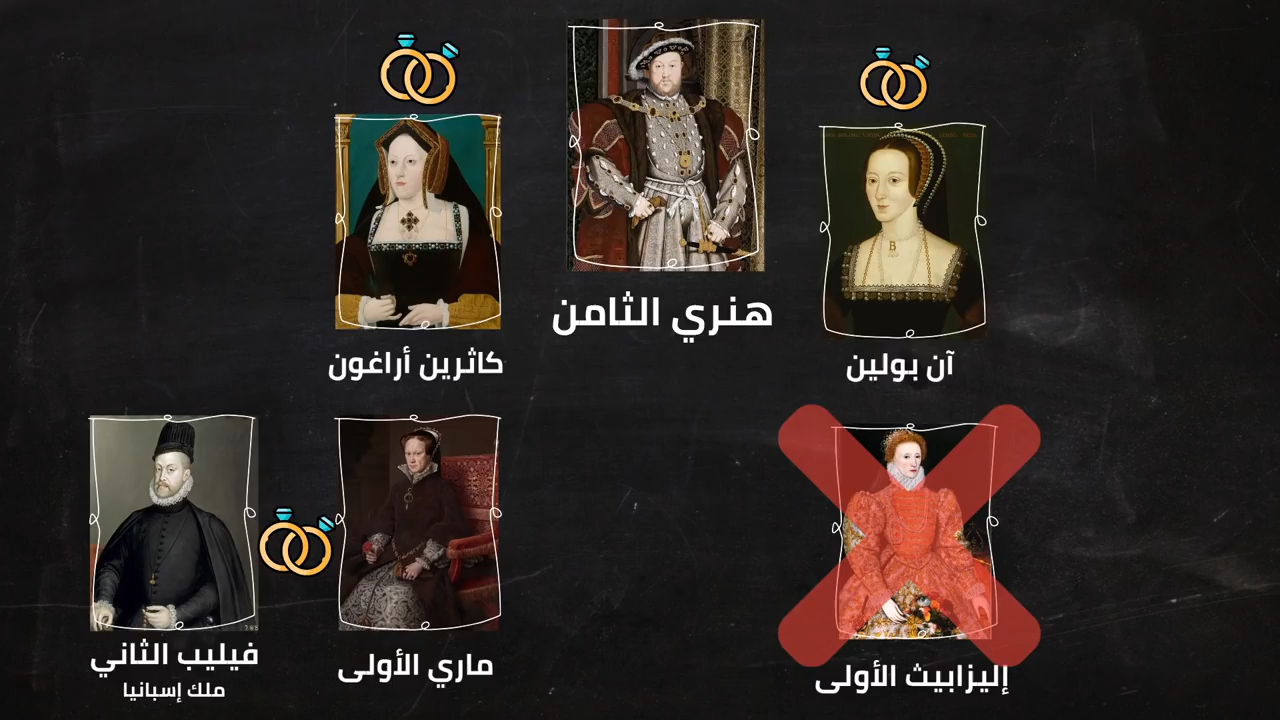 هنري الثامن
آن بولين
كاثرين أراغون
إليزابيث الأولى
ماري الأولى
فيليب الثاني
ملك إسبانيا
B